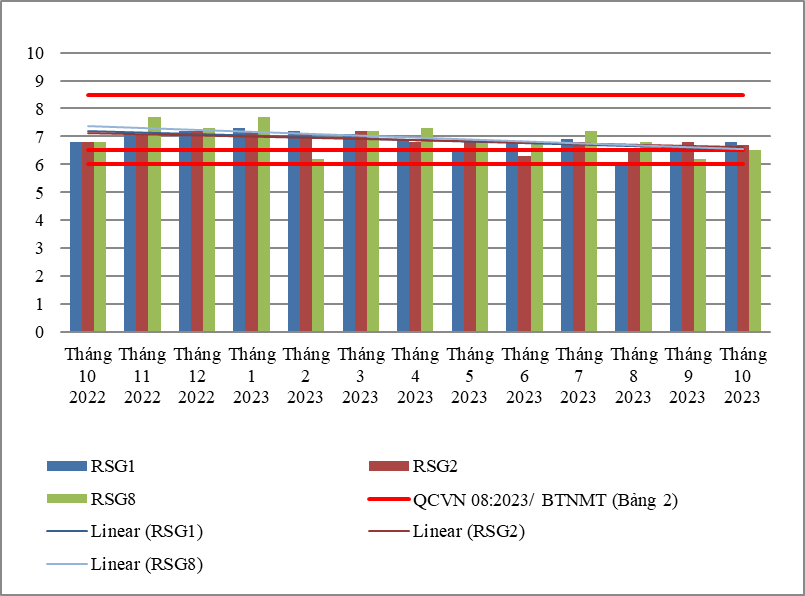 10
9
8
7
6
5
4
3
2
1
0
Tháng Tháng Tháng Tháng Tháng Tháng Tháng Tháng Tháng Tháng Tháng Tháng Tháng
10 11 12 1 2 3 4 5 6 7 8 9 10
2022 2022 2022 2023 2023 2023 2023 2023 2023 2023 2023 2023 2023
RSG1 RSG2
RSG8 QCVN 08:2023/ BTNMT (Bảng 2)
Linear (RSG1) Linear (RSG2)
Linear (RSG8)